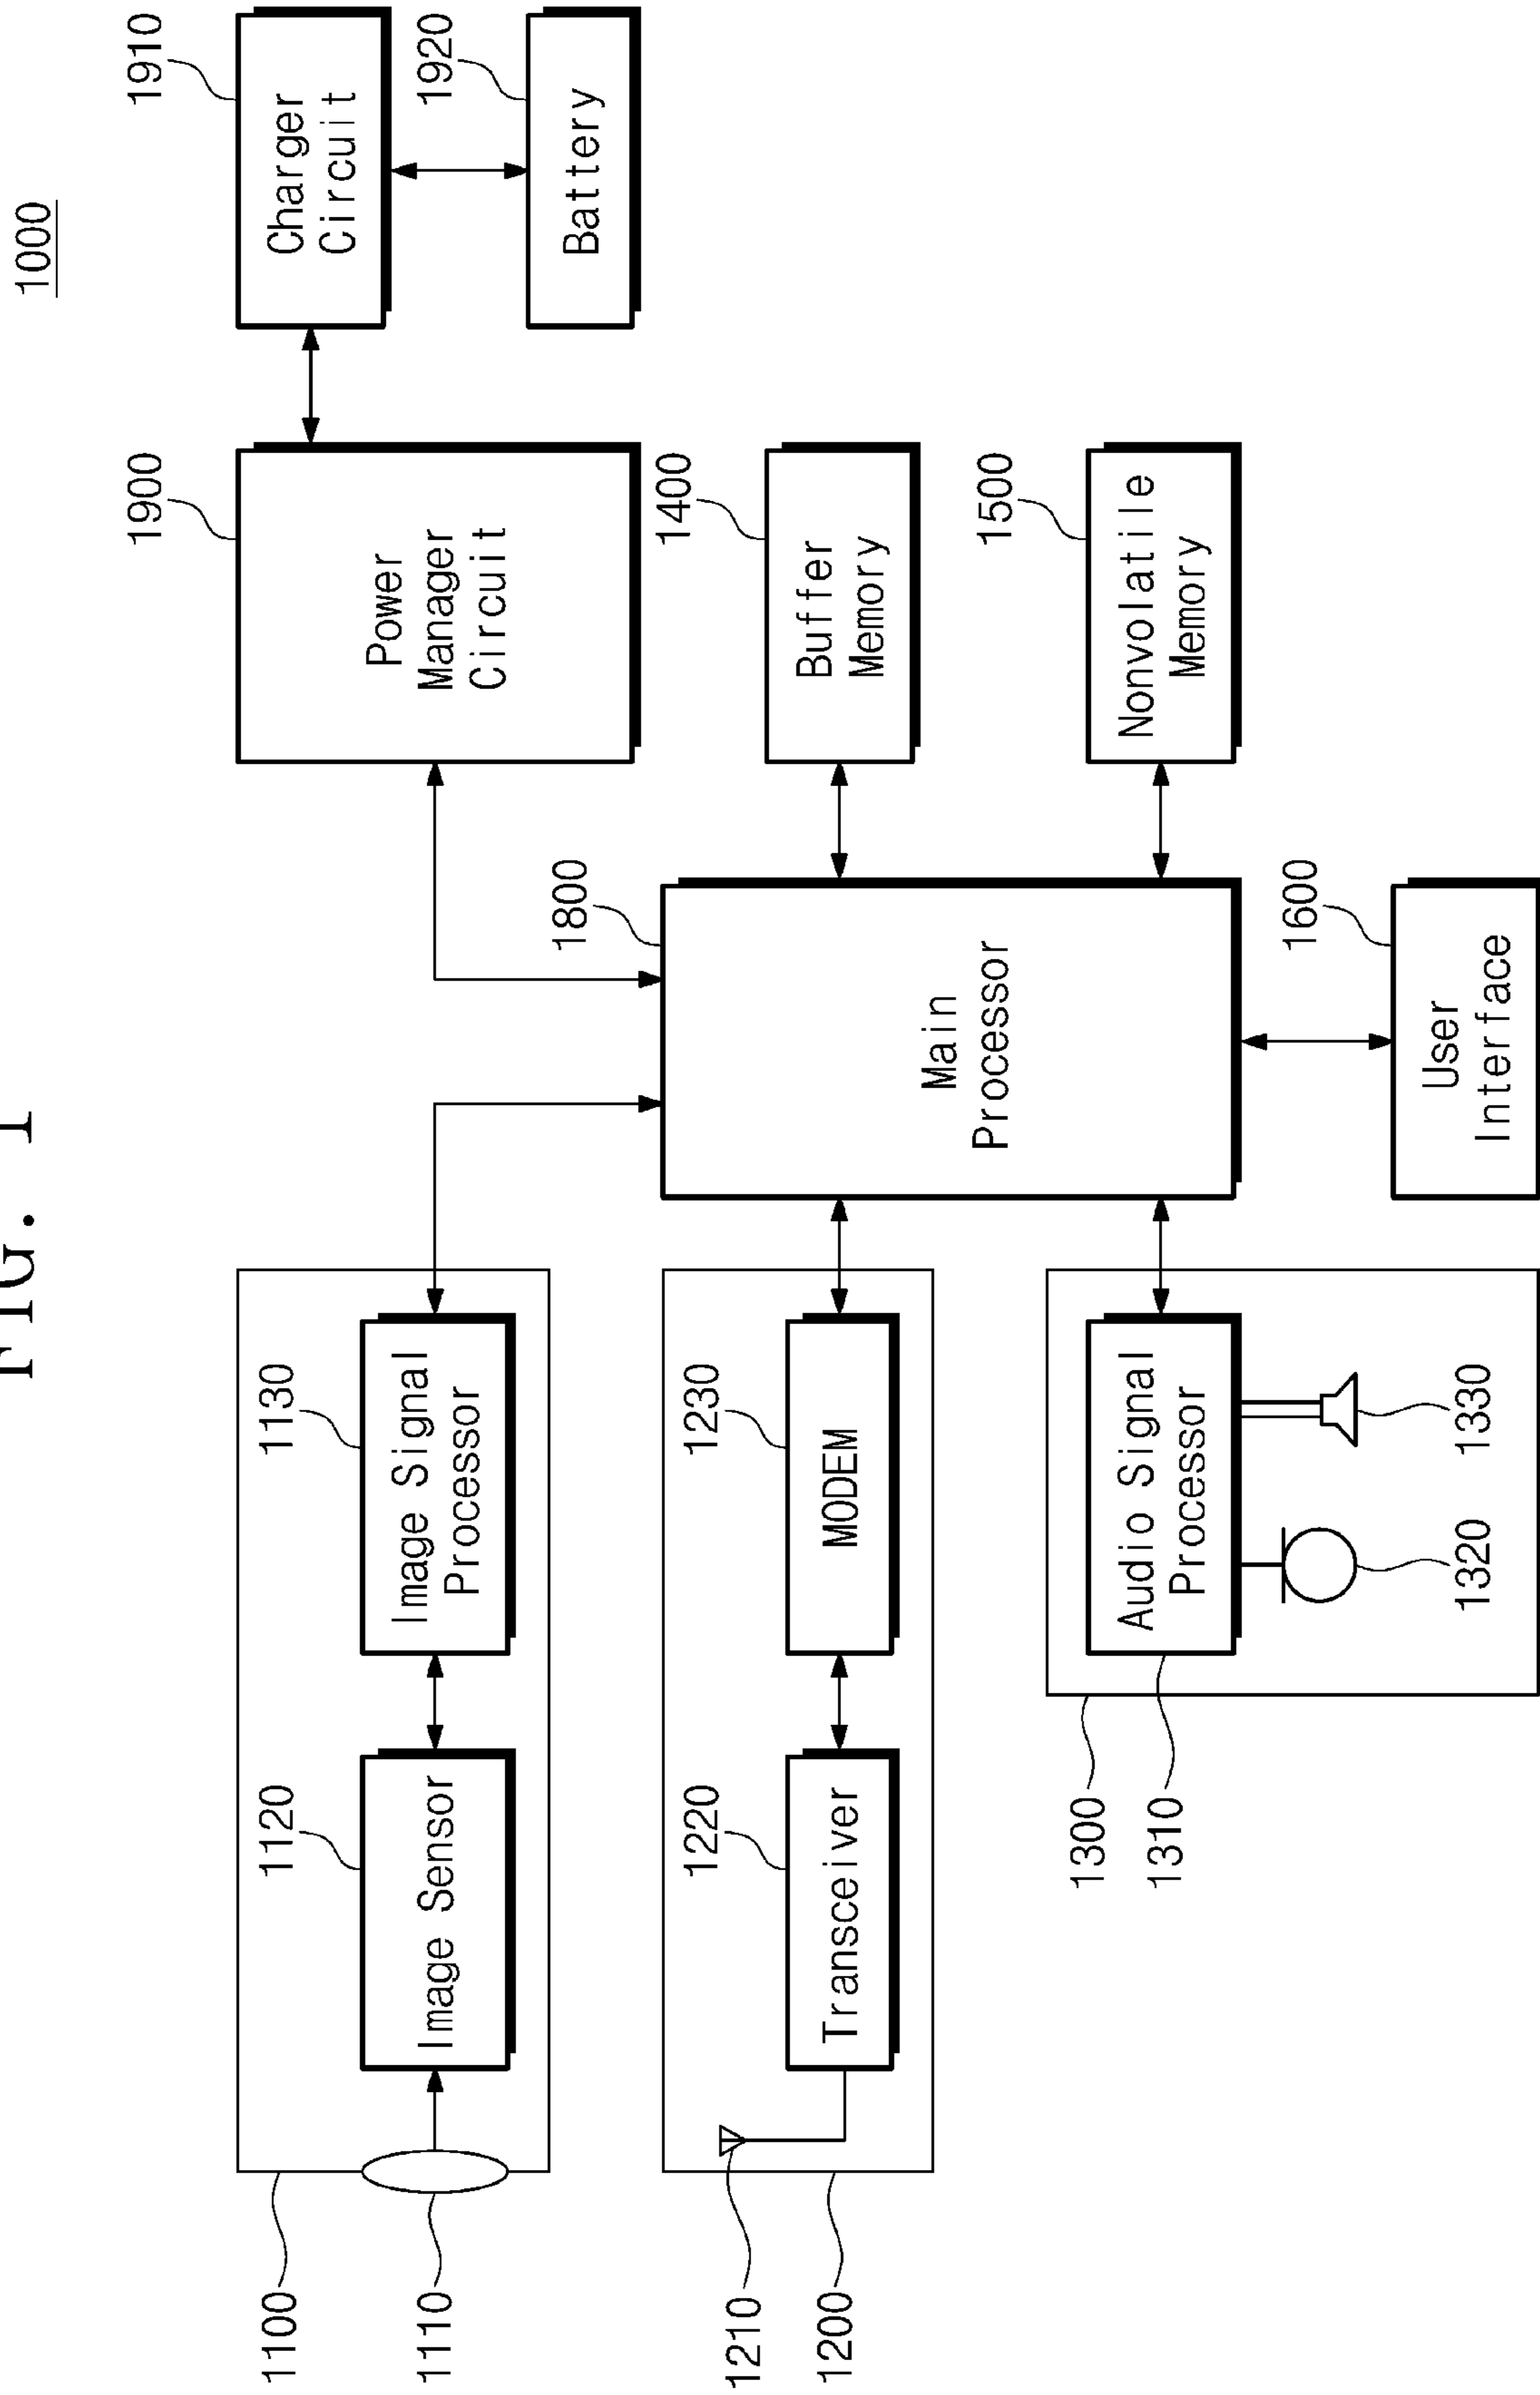 FIG. 1
1000
1100
1110
1120
Image Sensor
1130
Image Signal
Processor
1900
Power
Manager
Circuit
1910
Charger
Circuit
1920
Battery
1800
Main
Processor
1210
1200
1220
Transceiver
1230
MODEM
1400
Buffer
Memory
1500
Nonvolatile
Memory
1300
1310
Audio Signal
Processor
1320
1330
1600
User
Interface